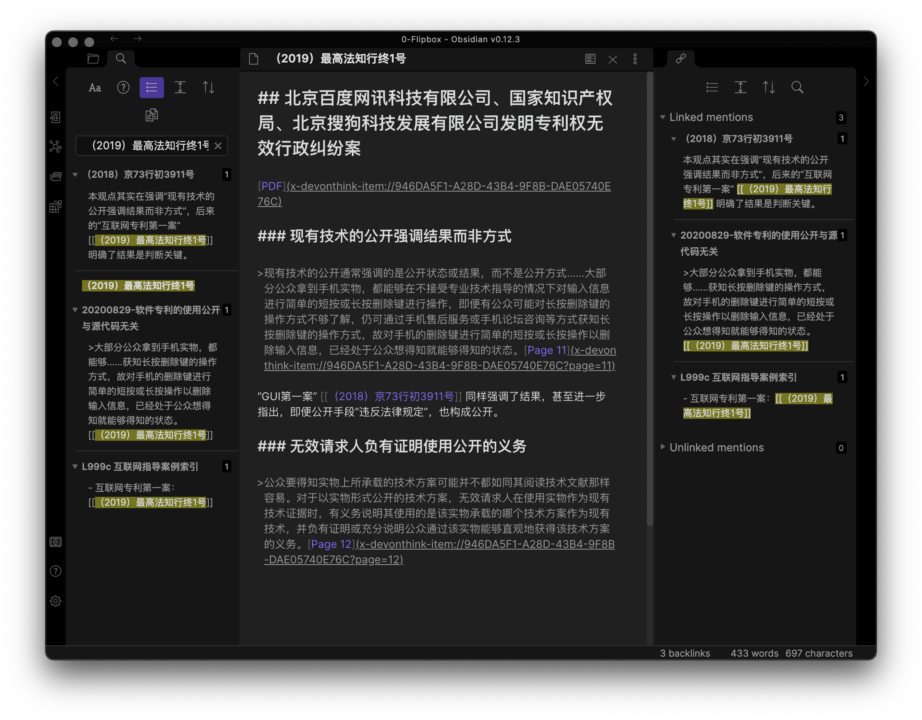 0-Flipbox - Obsidian v0.12.3
（2019）最高法知行终1号
Aa
（2019）最高法知行终1号
（2018）京73行初3911号 1
本观点其实在强调“现有技术的
公开强调结果而非方式”，后来
的“互联网专利第一案”
[[（2019）最高法知行终1号]]
明确了结果是判断关键。
（2019）最高法知行终1号
20200829-软件专利的使用公开 1
与源代码无关
>大部分公众拿到手机实物，都
能够……获知长按删除键的操作
方式，故对手机的删除键进行
简单的短按或长按操作以删除
输入信息，已经处于公众想得
知就能够得知的状态。
[[（2019）最高法知行终1号]]
L999c 互联网指导案例索引 1
- 互联网专利第一案：
[[（2019）最高法知行终1号]]
## 北京百度网讯科技有限公司、国家知识产权
局、北京搜狗科技发展有限公司发明专利权无
效行政纠纷案
[PDF](x-devonthink-item://946DA5F1-A28D-43B4-9F8B-DAE05740E
76C)
### 现有技术的公开强调结果而非方式
>现有技术的公开通常强调的是公开状态或结果，而不是公开方式……大部
分公众拿到手机实物，都能够在不接受专业技术指导的情况下对输入信息
进行简单的短按或长按删除键进行操作，即便有公众可能对长按删除键的
操作方式不够了解，仍可通过手机售后服务或手机论坛咨询等方式获知长
按删除键的操作方式，故对手机的删除键进行简单的短按或长按操作以删
除输入信息，已经处于公众想得知就能够得知的状态。[Page 11](x-devon
think-item://946DA5F1-A28D-43B4-9F8B-DAE05740E76C?page=11)
“GUI第一案” [[（2018）京73行初3911号]] 同样强调了结果，甚至进一步
指出，即便公开手段“违反法律规定”，也构成公开。
### 无效请求人负有证明使用公开的义务
>公众要得知实物上所承载的技术方案可能并不都如同其阅读技术文献那样
容易。对于以实物形式公开的技术方案，无效请求人在使用实物作为现有
技术证据时，有义务说明其使用的是该实物承载的哪个技术方案作为现有
技术，并负有证明或充分说明公众通过该实物能够直观地获得该技术方案
的义务。[Page 12](x-devonthink-item://946DA5F1-A28D-43B4-9F8B
-DAE05740E76C?page=12)
Linked mentions 3
（2018）京73行初3911号 1
本观点其实在强调“现有技术的公开
强调结果而非方式”，后来的“互联网
专利第一案” [[（2019）最高法知行
终1号]] 明确了结果是判断关键。
20200829-软件专利的使用公开与源 1
代码无关
>大部分公众拿到手机实物，都能
够……获知长按删除键的操作方式，
故对手机的删除键进行简单的短按或
长按操作以删除输入信息，已经处于
公众想得知就能够得知的状态。
[[（2019）最高法知行终1号]]
L999c 互联网指导案例索引 1
- 互联网专利第一案：[[（2019）最
高法知行终1号]]
Unlinked mentions 0
3 backlinks 433 words 697 characters